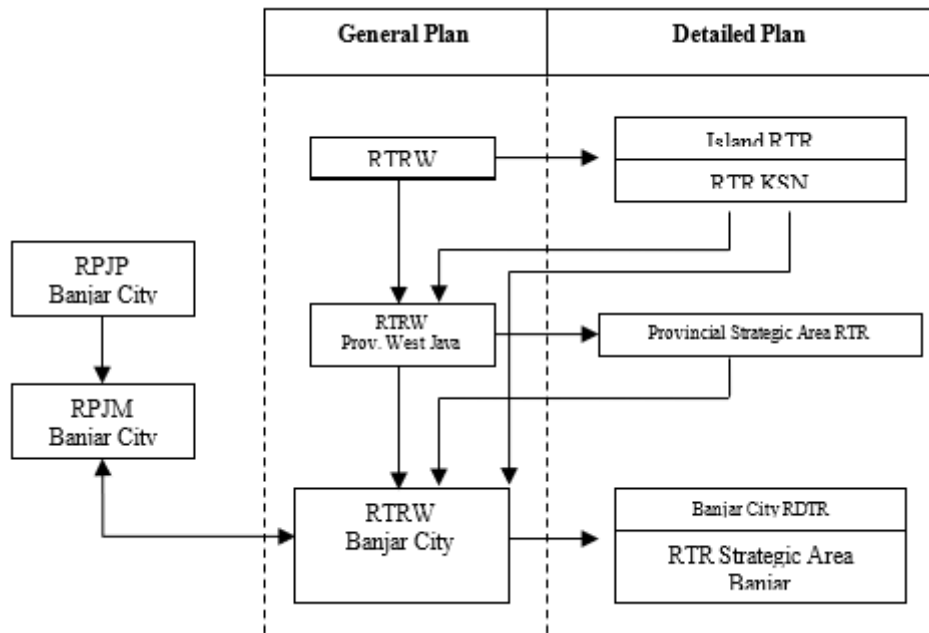 General Plan
Detailed Plan
RTRW
Island RTR
RTR KSN
RPJP
Banjar City
RTRW
Prov. West Java
Provincial Strategic Area RTR
RPJM
Banjar City
RTRW
Banjar City
Banjar City RDTR
RTR Strategic Area
Banjar